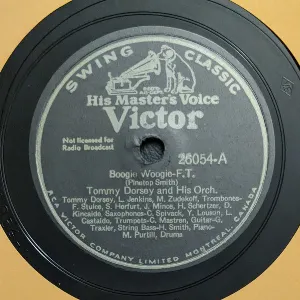 SWING CLASSIC
His Master's Voice
Victor
Not licensed for
Radio Broadcast
26054-A
Boogie Woogie-F.T.
(Pinetop Smith)
Tommy Dorsey and His Orch.
Tommy Dorsey, L. Jenkins, M. Zudekoff, Trombones-
F. Stulce, S. Herfurt, J. Mince, H. Schertzer, D.
Kincaide, Saxophones-C. Spivack, Y. Lauson, L.
Castaldo, Trumpets-C. Mastren, Guitar-G.
Traxler, String Bass-H. Smith, Piano-
M. Purtill, Drums
VICTOR COMPANY LIMITED MONTREAL, CANADA